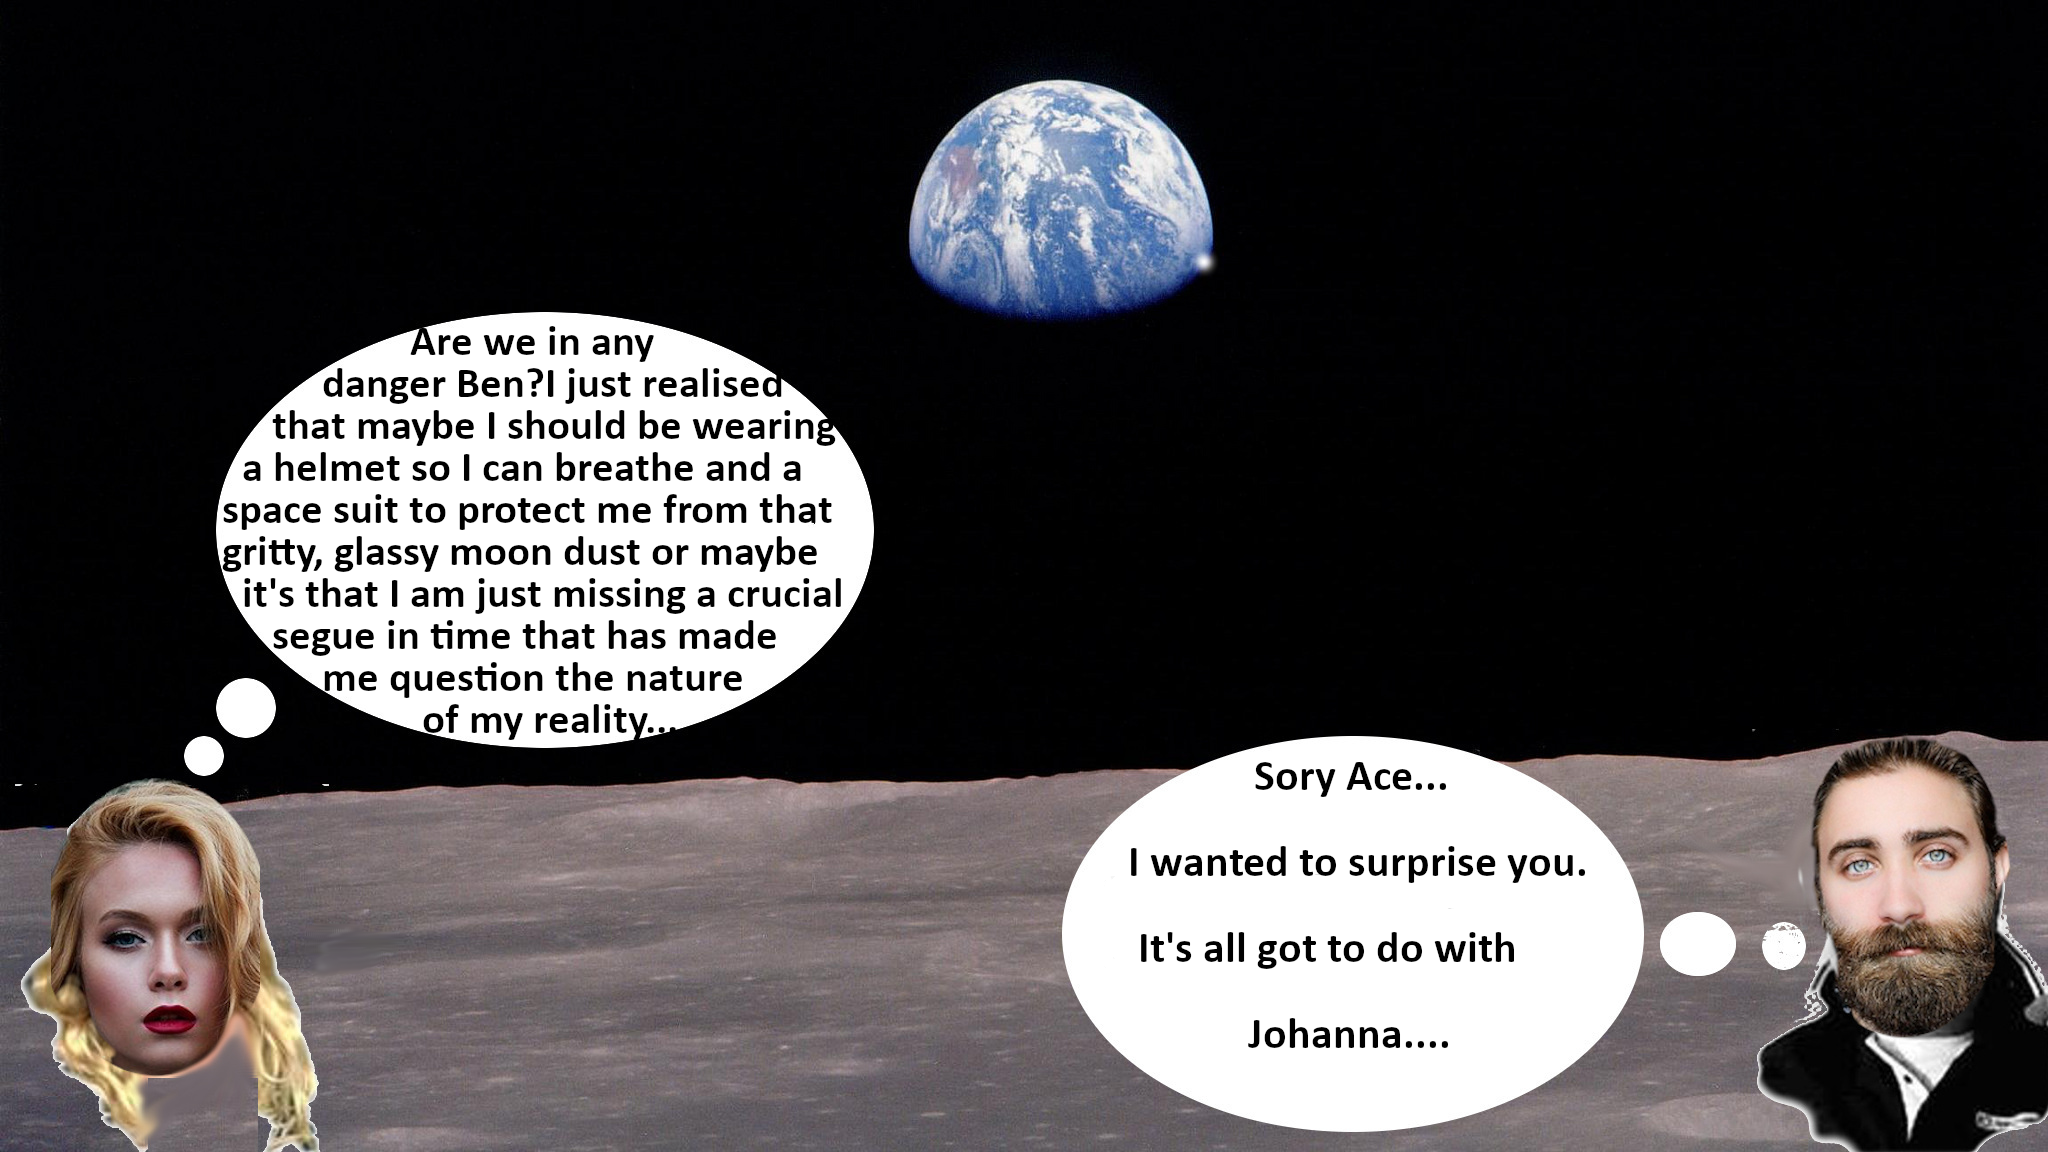 Are we in any
danger Ben?I just realised
that maybe I should be wearing
a helmet so I can breathe and a
space suit to protect me from that
gritty, glassy moon dust or maybe
it's that I am just missing a crucial
segue in time that has made
me question the nature
of my reality...
Sory Ace...
I wanted to surprise you.
It's all got to do with
Johanna....